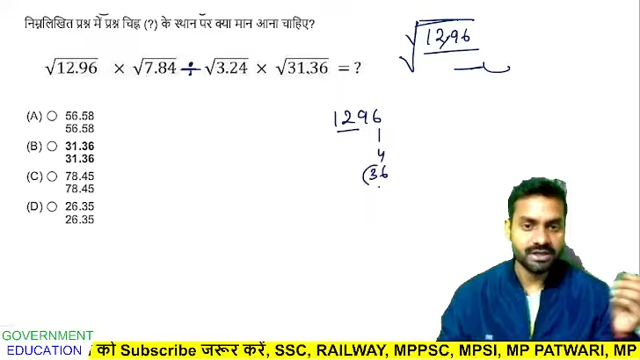 निम्नलिखित प्रश्न में प्रश्न चिह्न (?) के स्थान पर क्या मान आना चाहिए?
√12.96 × √7.84 ÷ √3.24 × √31.36 = ?
√12.96
(A) 56.58
56.58
(B) 31.36
31.36
(C) 78.45
78.45
(D) 26.35
26.35
1296
4
36
GOVERNMENT
EDUCATION
को Subscribe जरूर करें, SSC, RAILWAY, MPPSC, MPSI, MP PATWARI, MP